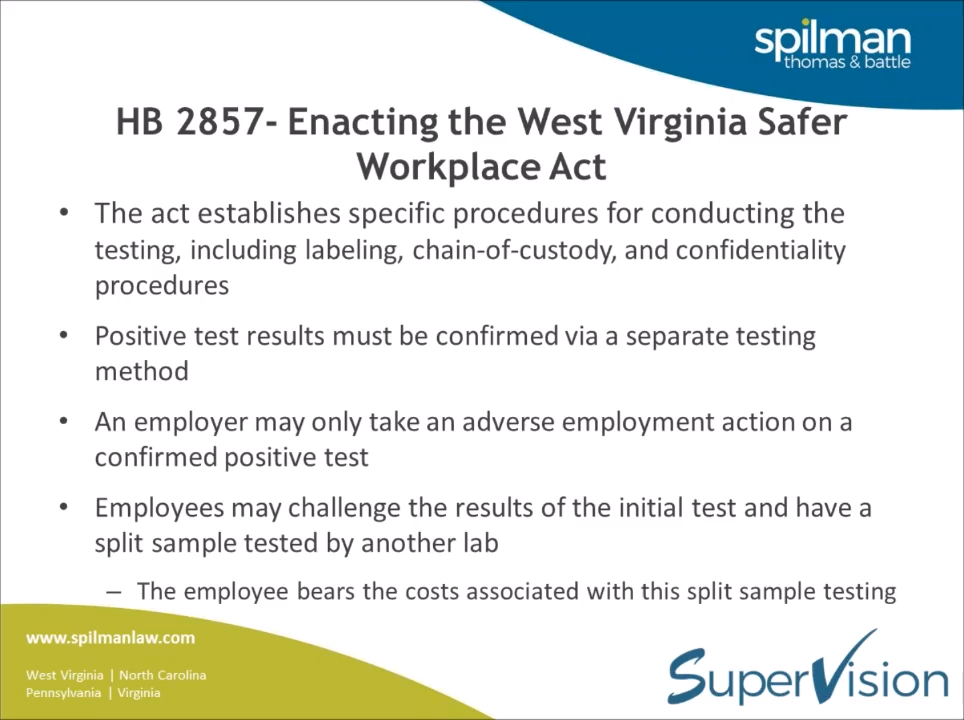 spilman
thomas & battle
HB 2857- Enacting the West Virginia Safer
Workplace Act
• The act establishes specific procedures for conducting the
testing, including labeling, chain-of-custody, and confidentiality
procedures
• Positive test results must be confirmed via a separate testing
method
• An employer may only take an adverse employment action on a
confirmed positive test
• Employees may challenge the results of the initial test and have a
split sample tested by another lab
– The employee bears the costs associated with this split sample testing
www.spilmanlaw.com
West Virginia | North Carolina
Pennsylvania | Virginia
SuperVision